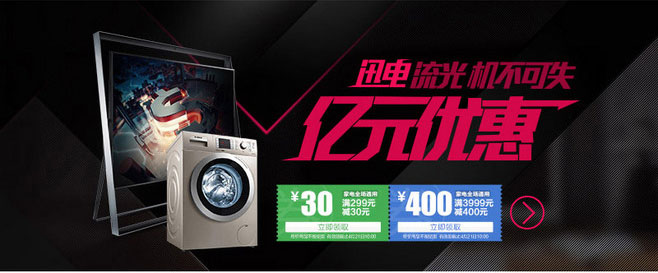 迅电 流光 机不可失
亿元优惠
¥30
家电全场通用
满299元
减30元
立即领取
¥400
家电全场通用
满3999元
减400元
立即领取